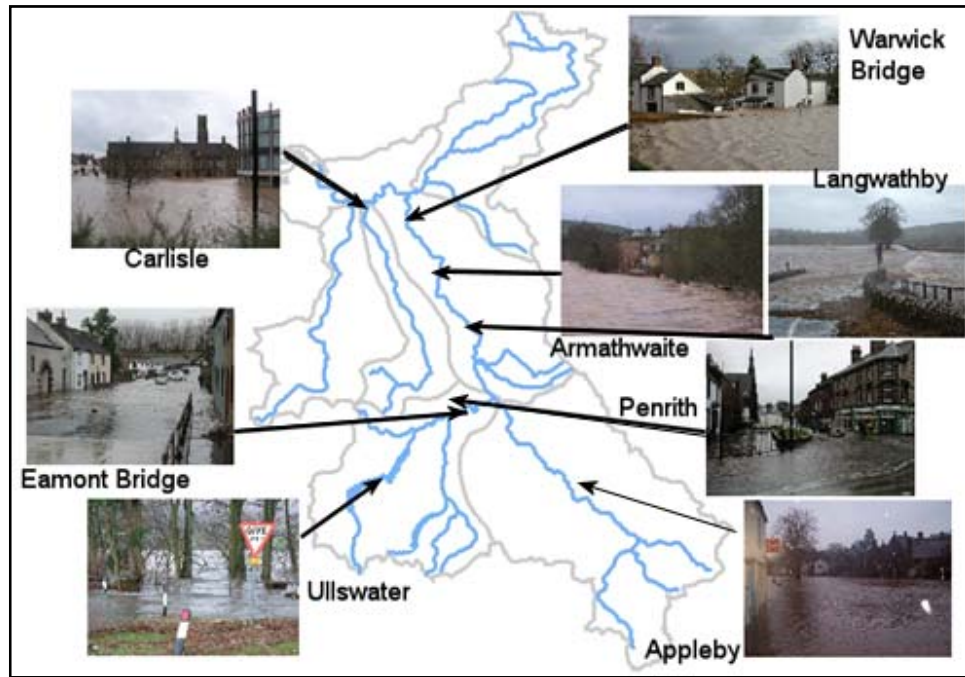 Warwick
Bridge
Carlisle
Langwathby
Armathwaite
Penrith
Eamont Bridge
Ullswater
Appleby